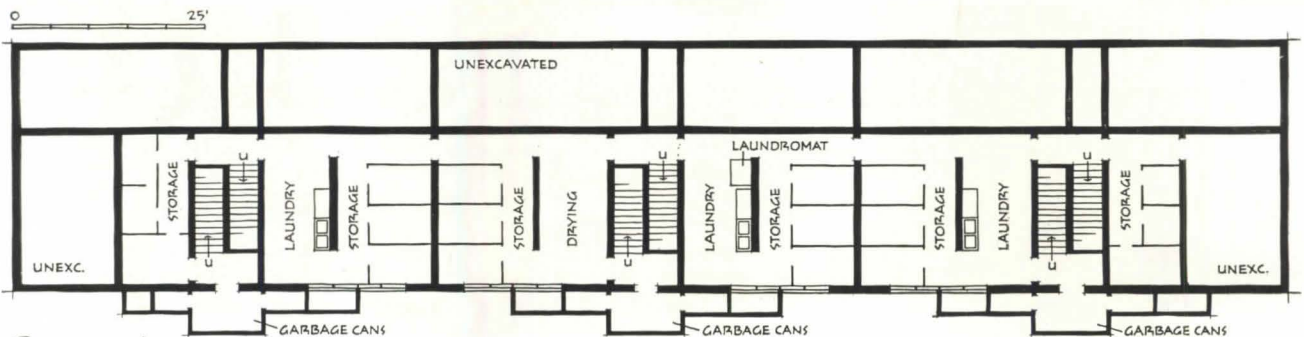 0 25'
UNEXCAVATED
LAUNDROMAT
U
U
U
STORAGE
LAUNDRY
STORAGE
STORAGE
DRYING
LAUNDRY
STORAGE
STORAGE
LAUNDRY
STORAGE
U
U
U
UNEXC.
UNEXC.
GARBAGE CANS
GARBAGE CANS
GARBAGE CANS